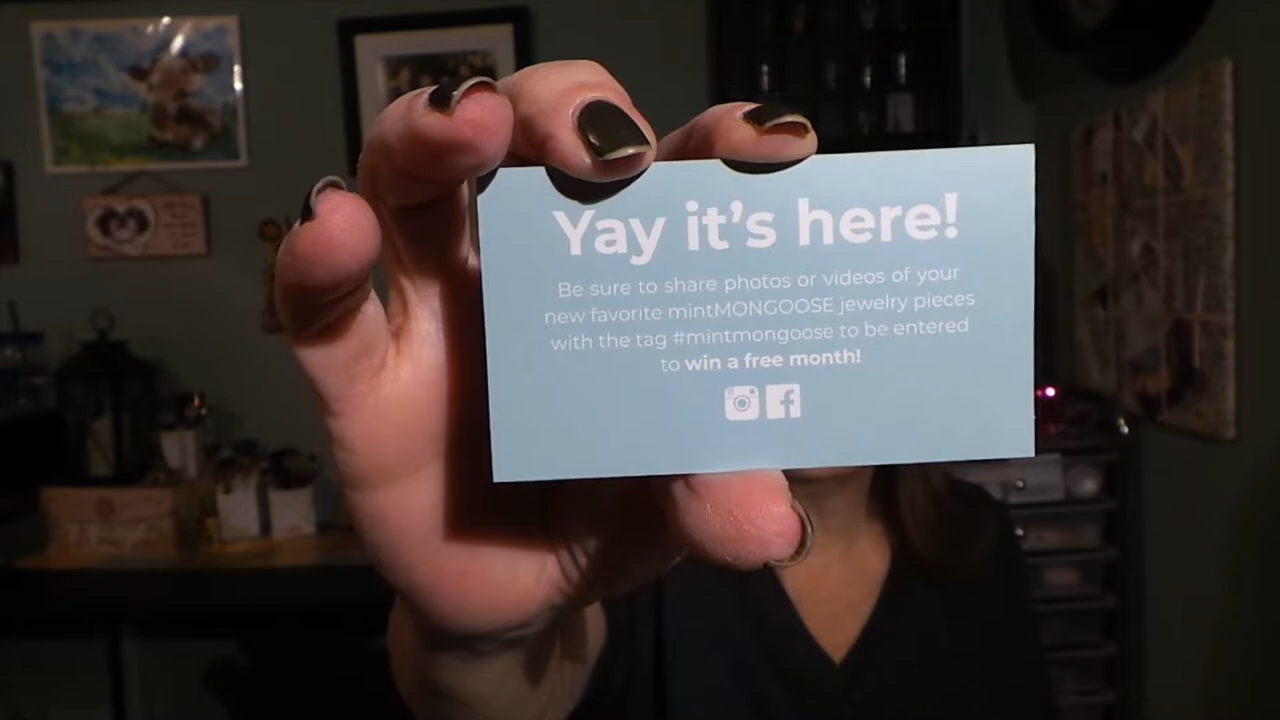 Yay it's here!
Be sure to share photos or videos of your
new favorite mintMONGOOSE jewelry pieces
with the tag #mintmongoose to be entered
to win a free month!